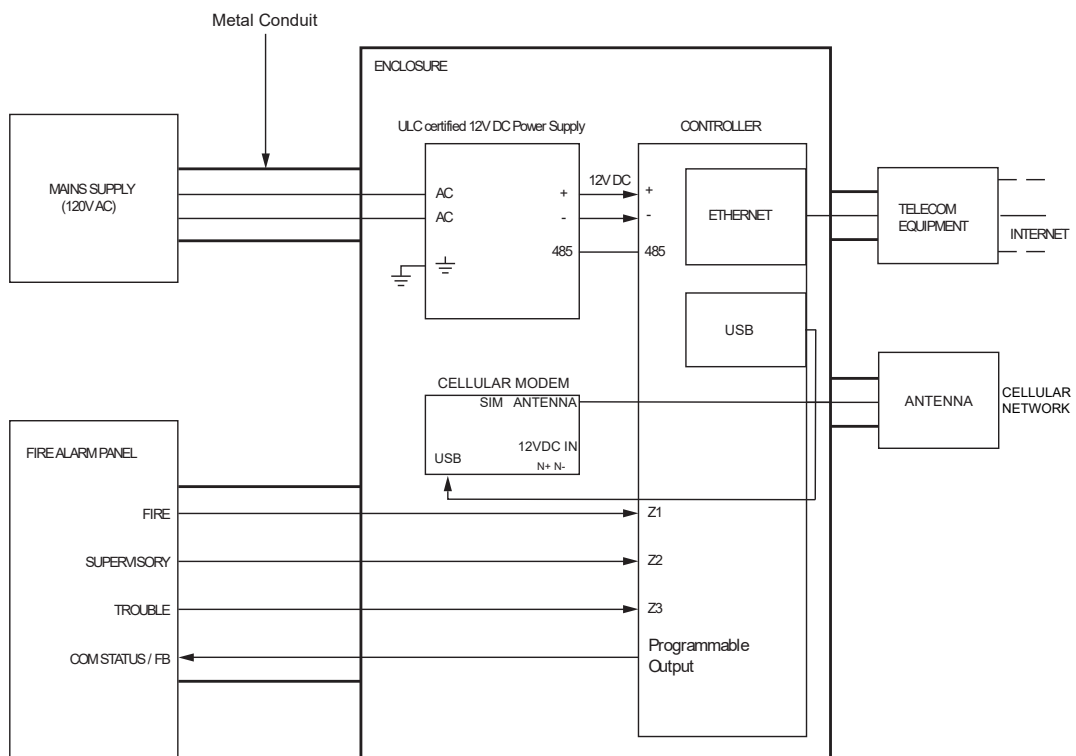 Metal Conduit
ENCLOSURE
ULC certified 12V DC Power Supply
CONTROLLER
MAINS SUPPLY
(120V AC)
AC
AC
+
-
485
12V DC
+
-
485
ETHERNET
TELECOM
EQUIPMENT
INTERNET
USB
CELLULAR MODEM
SIM ANTENNA
12VDC IN
USB
N+ N-
ANTENNA
CELLULAR
NETWORK
FIRE ALARM PANEL
FIRE
Z1
SUPERVISORY
Z2
TROUBLE
Z3
COM STATUS / FB
Programmable
Output